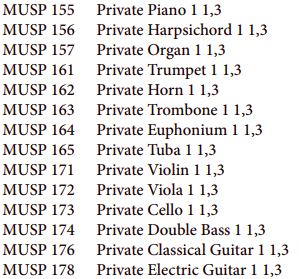 MUSP 155 Private Piano 1 1,3
MUSP 156 Private Harpsichord 1 1,3
MUSP 157 Private Organ 1 1,3
MUSP 161 Private Trumpet 1 1,3
MUSP 162 Private Horn 1 1,3
MUSP 163 Private Trombone 1 1,3
MUSP 164 Private Euphonium 1 1,3
MUSP 165 Private Tuba 1 1,3
MUSP 171 Private Violin 1 1,3
MUSP 172 Private Viola 1 1,3
MUSP 173 Private Cello 1 1,3
MUSP 174 Private Double Bass 1 1,3
MUSP 176 Private Classical Guitar 1 1,3
MUSP 178 Private Electric Guitar 1 1,3